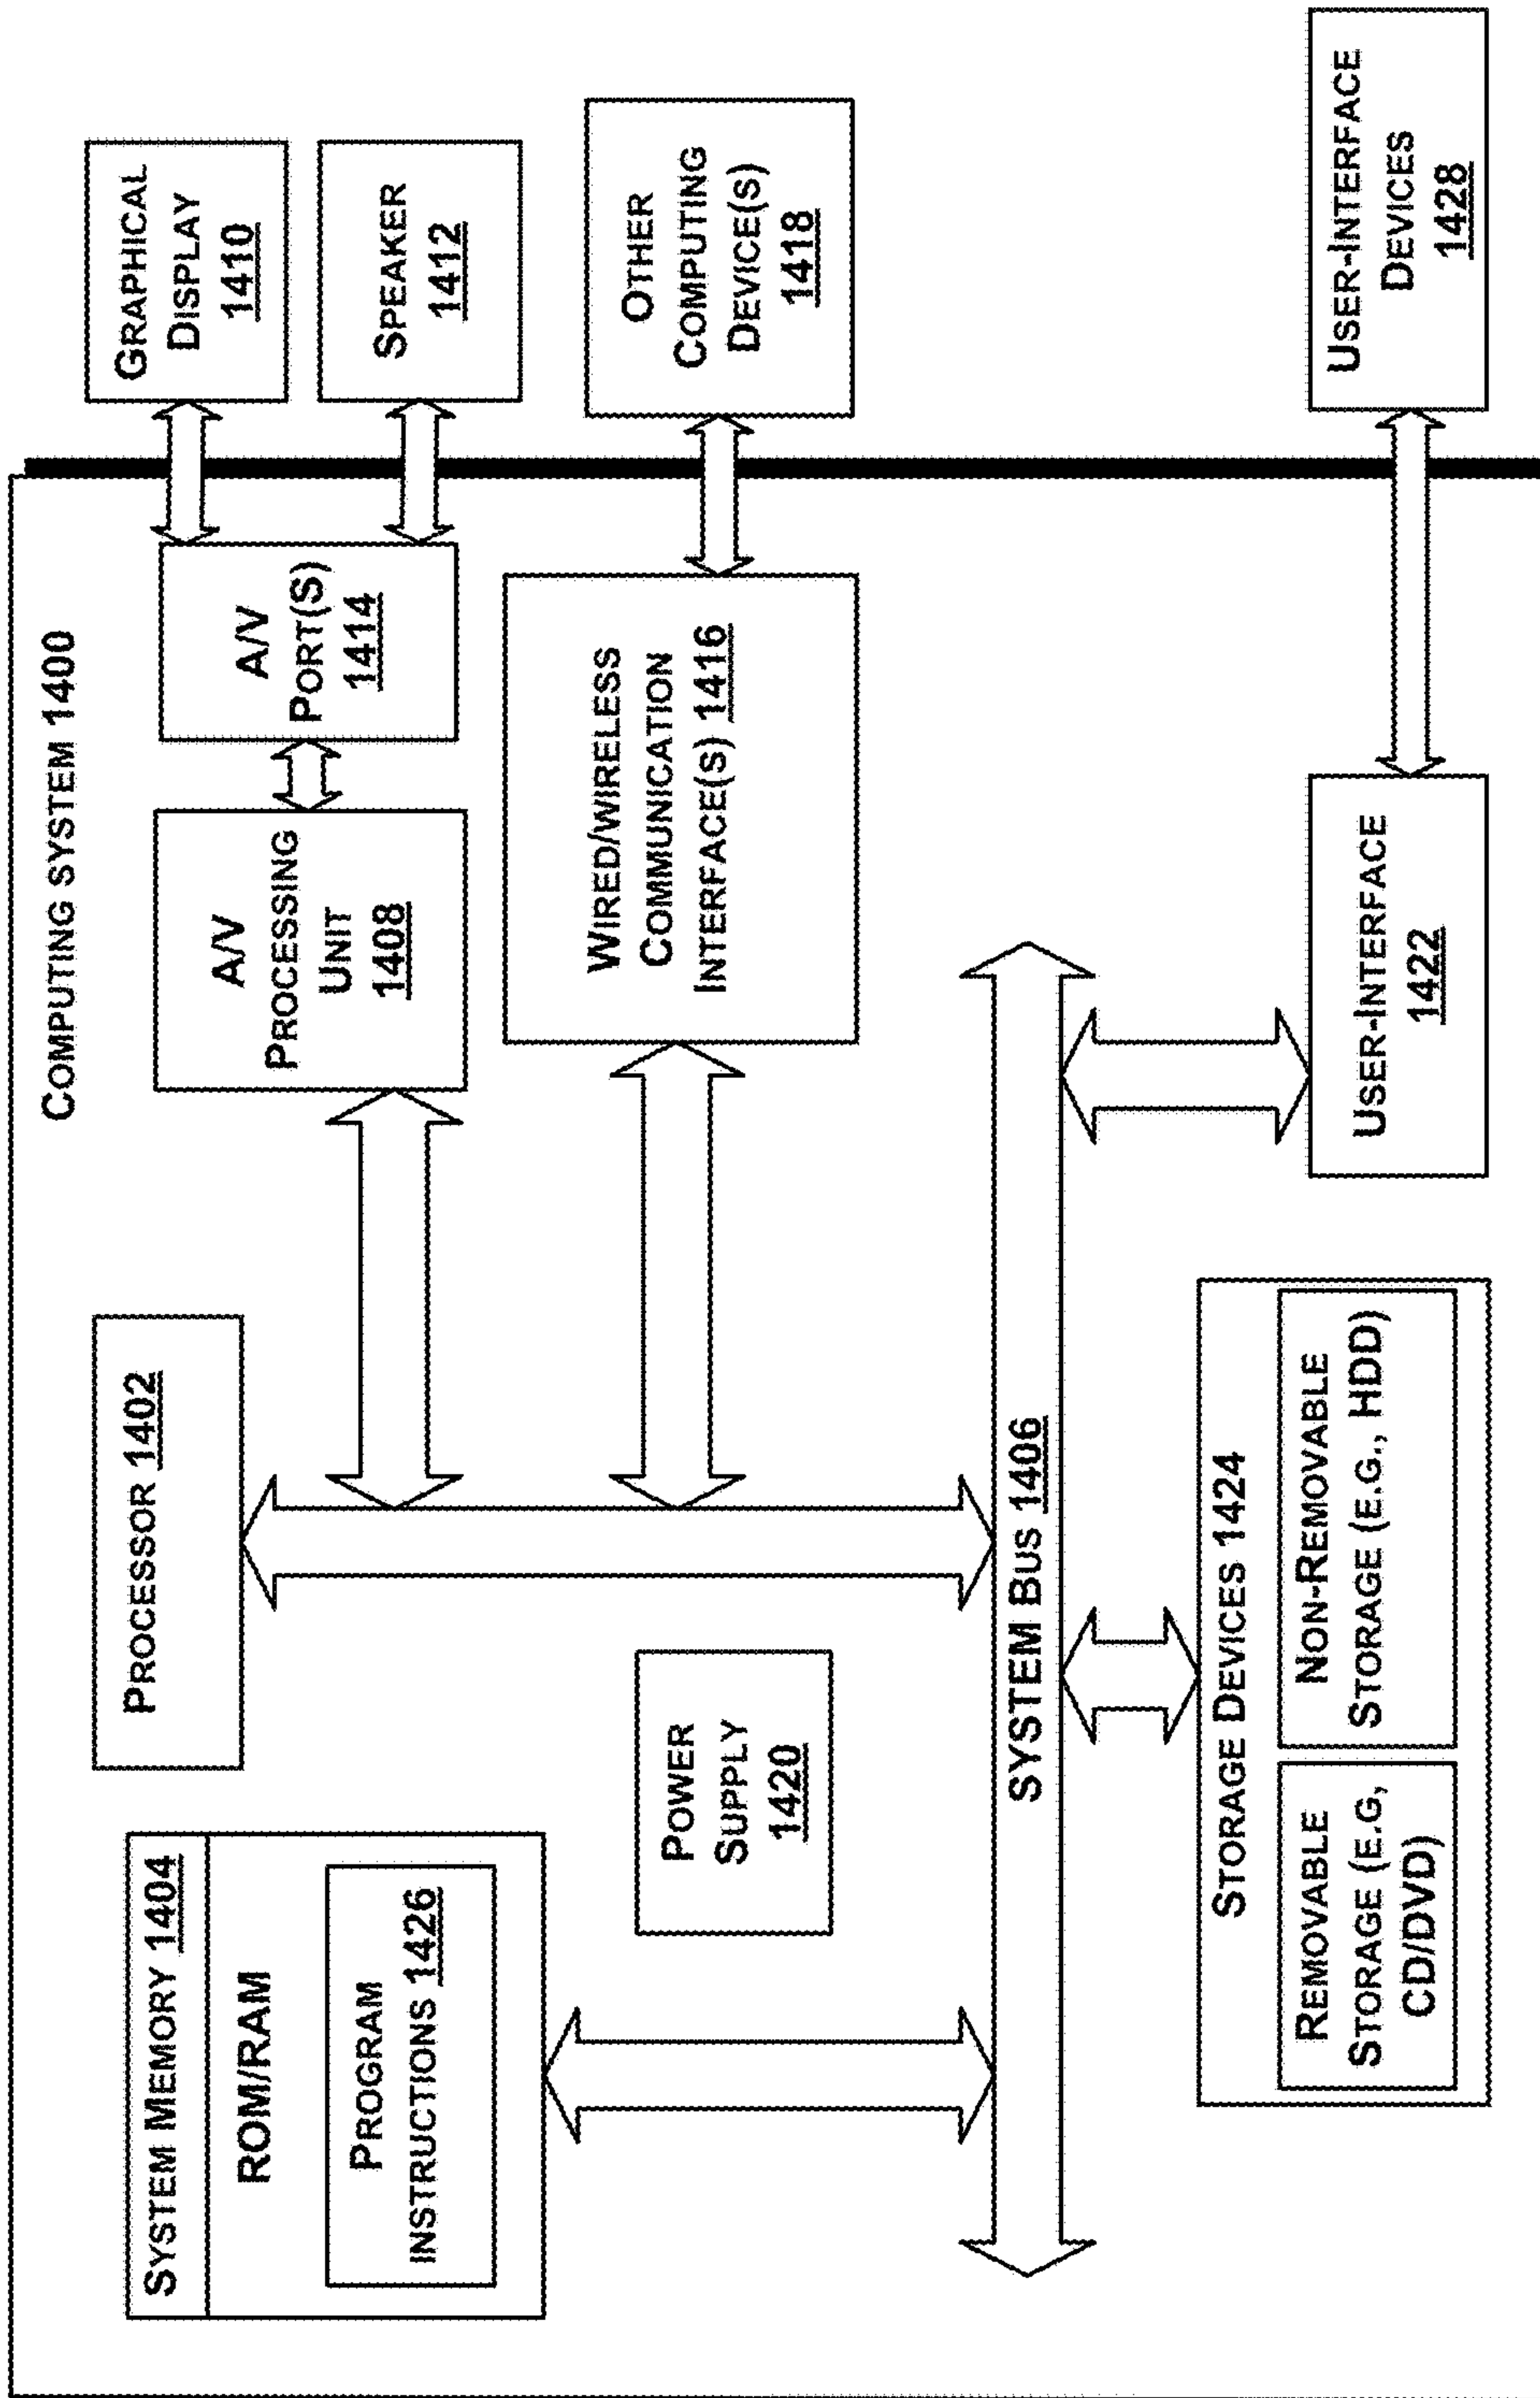 COMPUTING SYSTEM 1400
SYSTEM MEMORY 1404
ROM/RAM
PROGRAM
INSTRUCTIONS 1426
PROCESSOR 1402
A/V
PROCESSING
UNIT
1408
A/V
PORT(S)
1414
GRAPHICAL
DISPLAY
1410
SPEAKER
1412
WIRED/WIRELESS
COMMUNICATION
INTERFACE(S) 1416
OTHER
COMPUTING
DEVICE(S)
1418
POWER
SUPPLY
1420
SYSTEM BUS 1406
STORAGE DEVICES 1424
REMOVABLE
STORAGE (E.G,
CD/DVD)
NON-REMOVABLE
STORAGE (E.G., HDD)
USER-INTERFACE
1422
USER-INTERFACE
DEVICES
1428